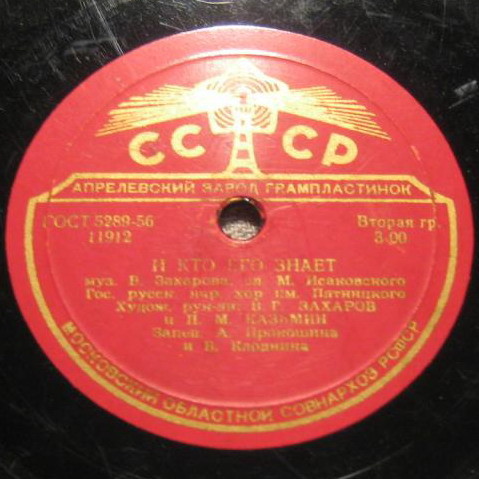 СССР
АПРЕЛЕВСКИЙ ЗАВОД ГРАМПЛАСТИНОК
ГОСТ 5289-56
11912
Вторая гр.
3-00
И КТО ЕГО ЗНАЕТ
муз. В. Захарова, сл. М. Исаковского
Гос. русск. нар. хор им. Пятницкого
Худож. рук-ли: В. Г. ЗАХАРОВ
и П. М. КАЗЬМИН
Запев. А. Прокошина
и В. Клоднина
МОСКОВСКИЙ ОБЛАСТНОЙ СОВНАРХОЗ РСФСР